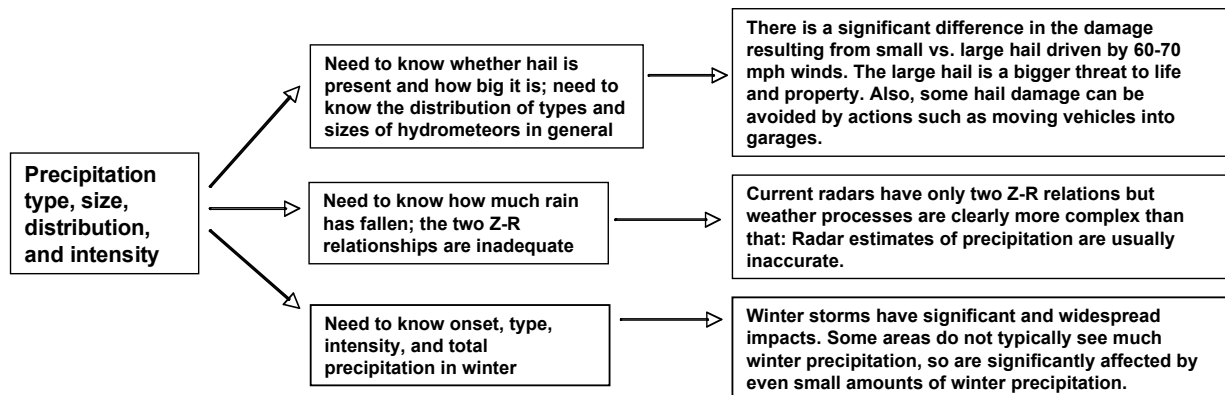 Precipitation
type, size,
distribution,
and intensity
Need to know whether hail is
present and how big it is; need to
know the distribution of types and
sizes of hydrometeors in general
There is a significant difference in the damage
resulting from small vs. large hail driven by 60-70
mph winds. The large hail is a bigger threat to life
and property. Also, some hail damage can be
avoided by actions such as moving vehicles into
garages.
Need to know how much rain
has fallen; the two Z-R
relationships are inadequate
Current radars have only two Z-R relations but
weather processes are clearly more complex than
that: Radar estimates of precipitation are usually
inaccurate.
Need to know onset, type,
intensity, and total
precipitation in winter
Winter storms have significant and widespread
impacts. Some areas do not typically see much
winter precipitation, so are significantly affected by
even small amounts of winter precipitation.